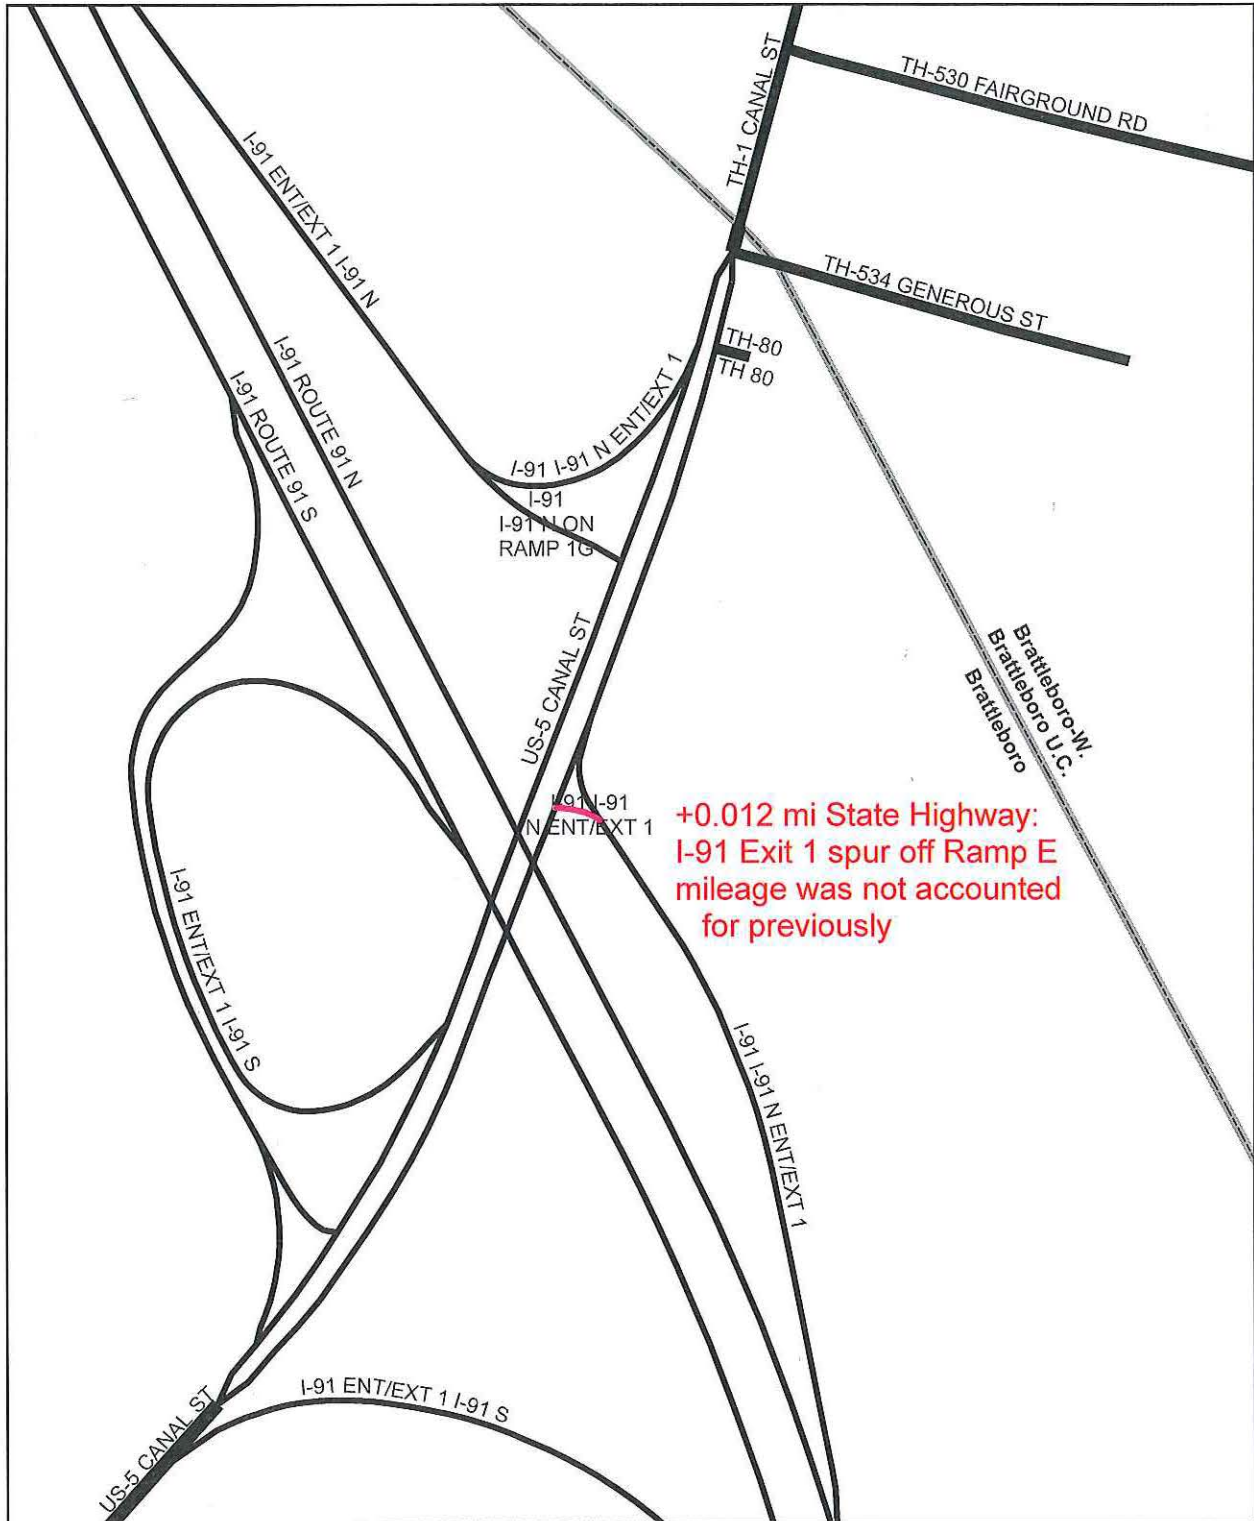 TH-1 CANAL ST
TH-530 FAIRGROUND RD
I-91 ENT/EXT 1 I-91 N
TH-534 GENEROUS ST
TH-80
TH 80
I-91 ROUTE 91 N
I-91 ROUTE 91 S
I-91 I-91 N ENT/EXT 1
I-91
I-91 N ON
RAMP 1G
US-5 CANAL ST
Brattleboro-W.
Brattleboro U.C.
Brattleboro
I-91 I-91
N ENT/EXT 1
+0.012 mi State Highway:
I-91 Exit 1 spur off Ramp E
mileage was not accounted
for previously
I-91 ENT/EXT 1 I-91 S
I-91 I-91 N ENT/EXT 1
I-91 ENT/EXT 1 I-91 S
US-5 CANAL ST